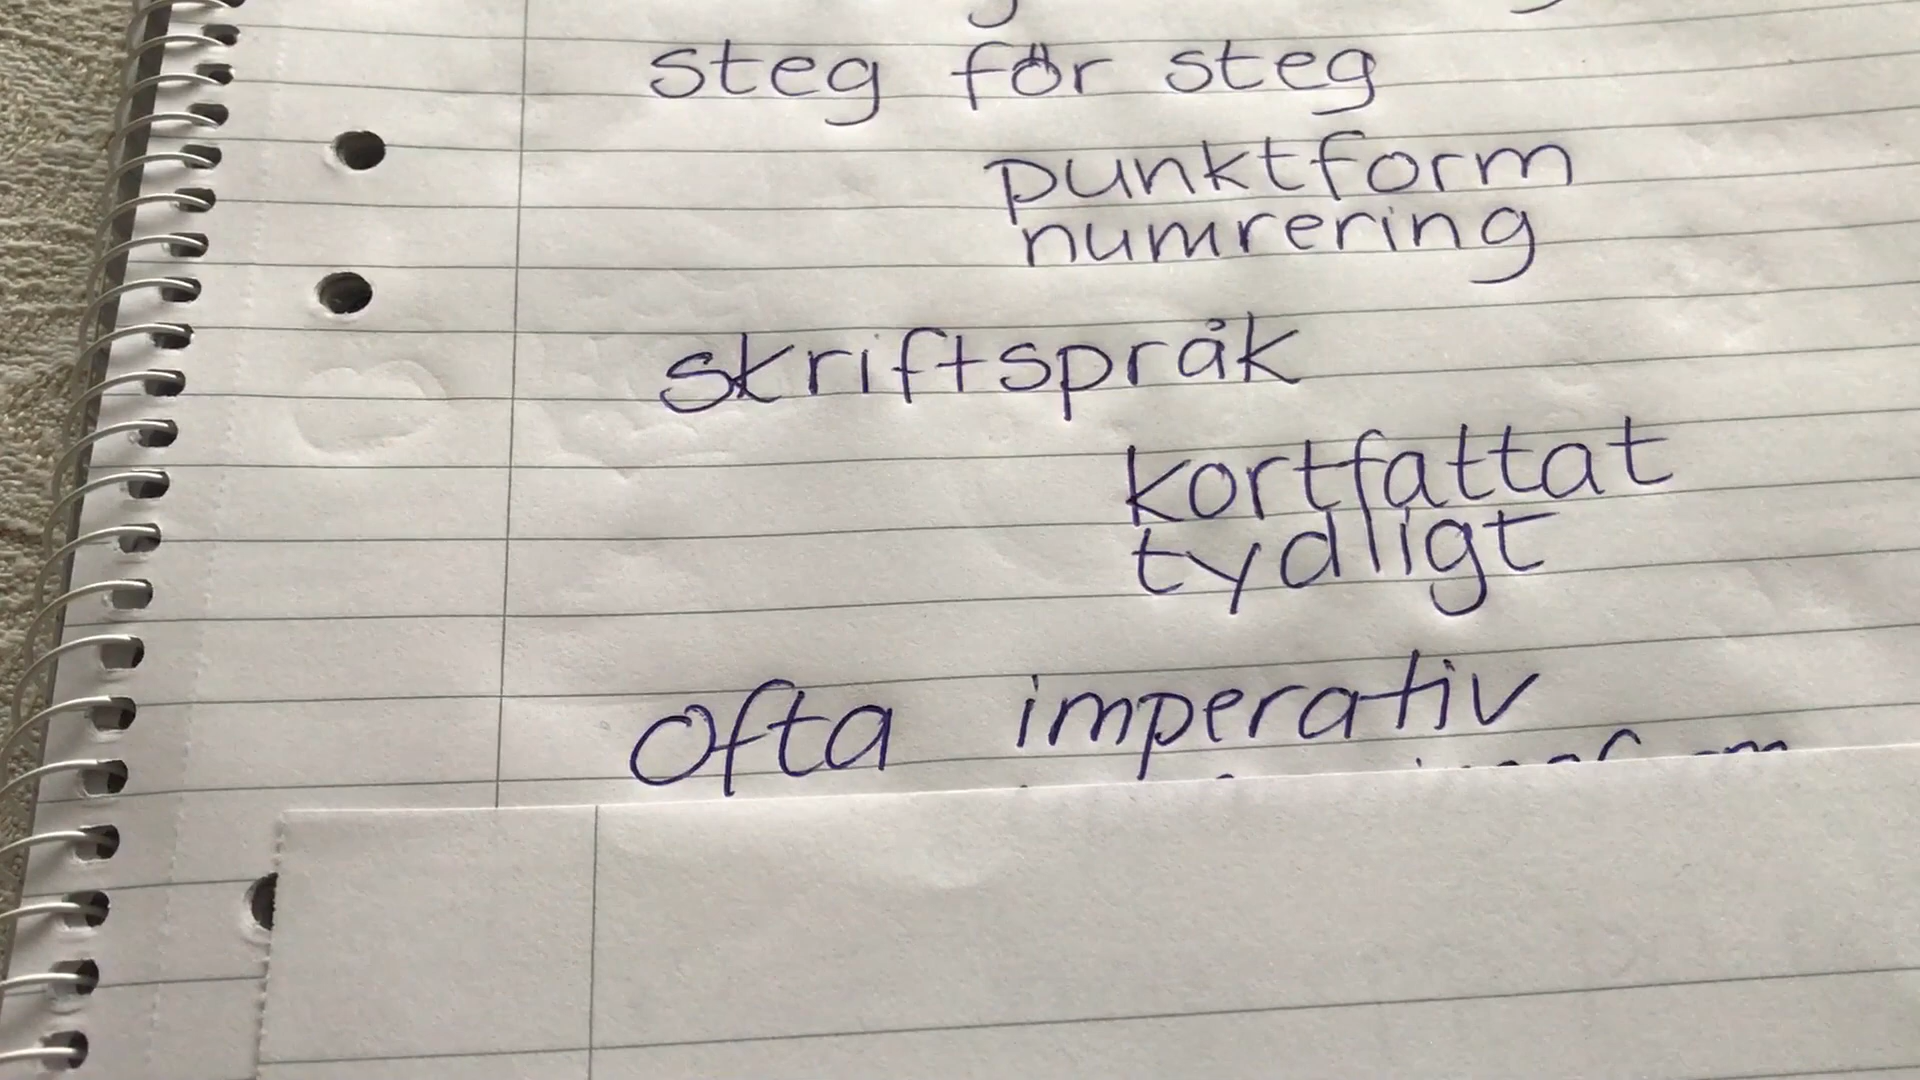 steg för steg
punktform
numrering
skriftspråk
kortfattat
tydligt
ofta imperativ